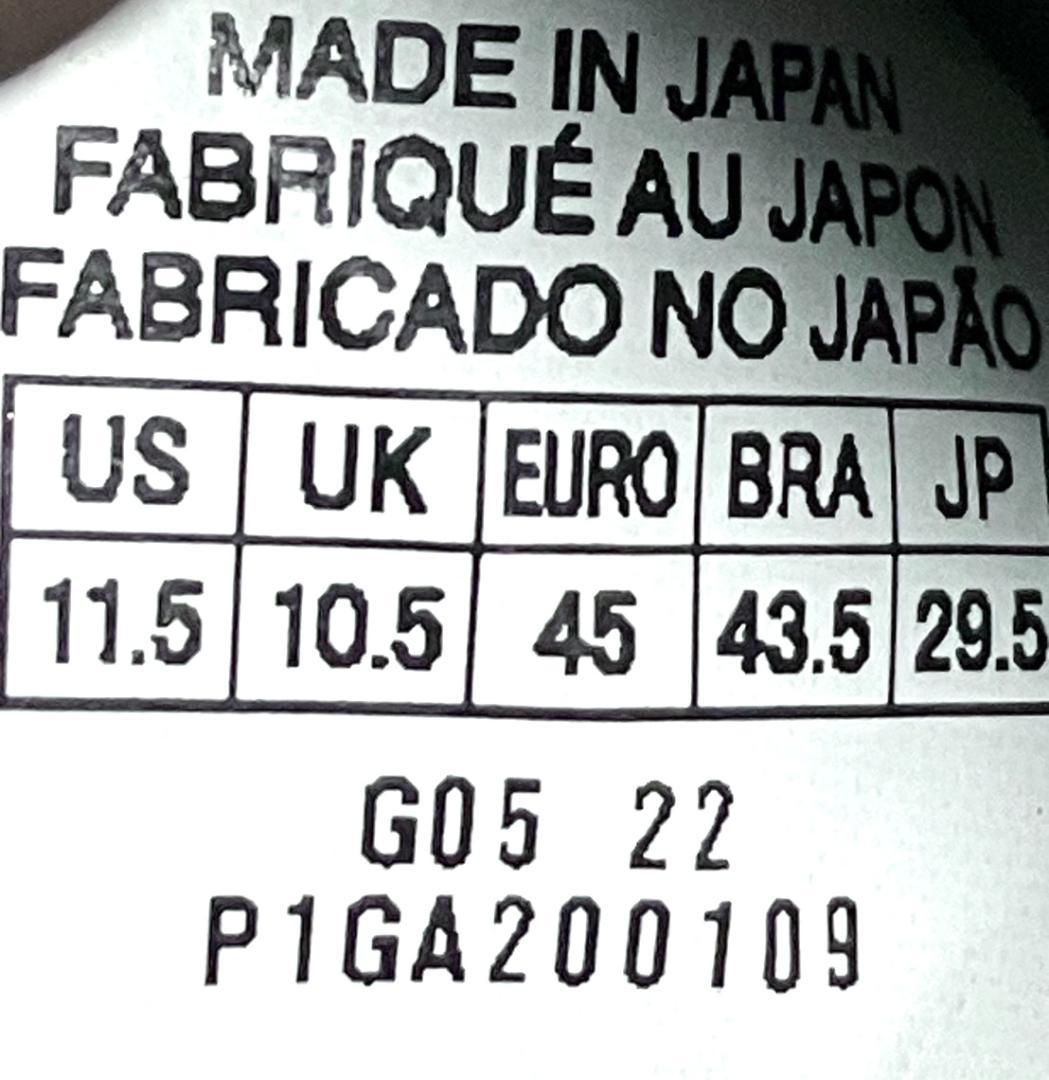 MADE IN JAPAN
FABRIQUÉ AU JAPON
FABRICADO NO JAPÃO
US UK EURO BRA JP
11.5 10.5 45 43.5 29.5
G05 22
P1GA200109